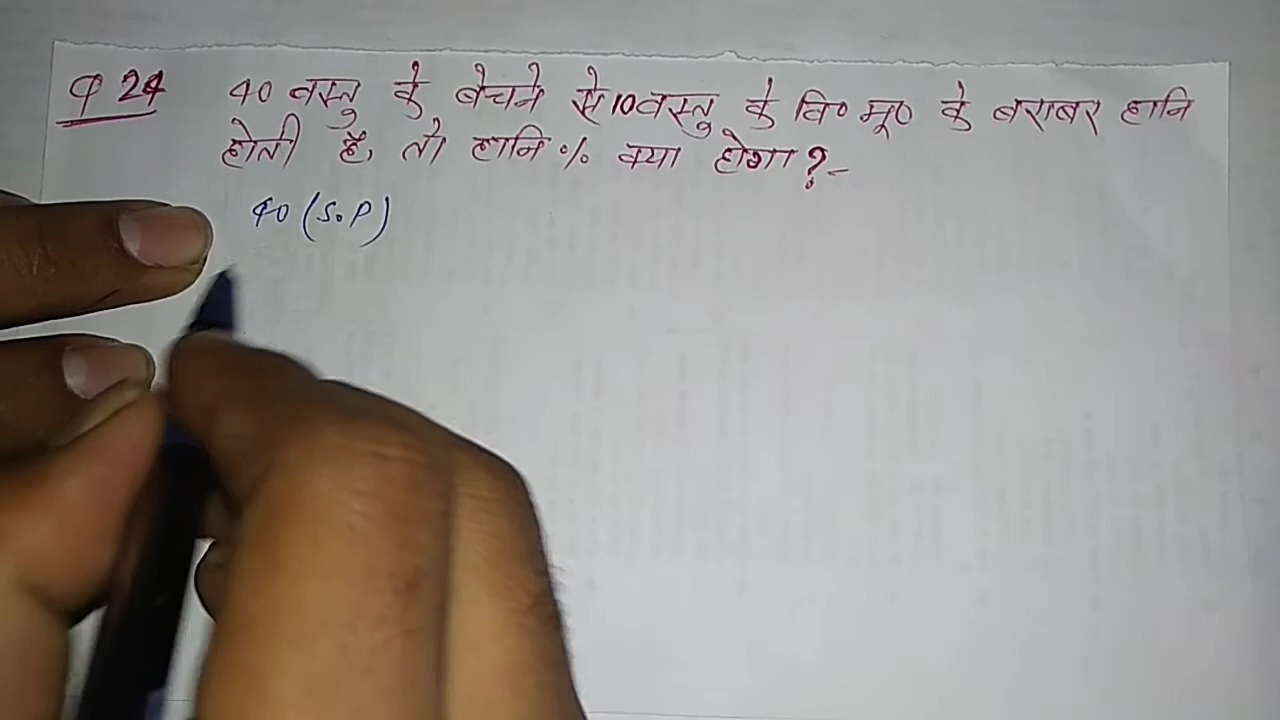 Q 24 40 वस्तु के बेचने से 10 वस्तु के वि० मू० के बराबर हानि
होती है, तो हानि % क्या होगा ?-
40 (S.P)